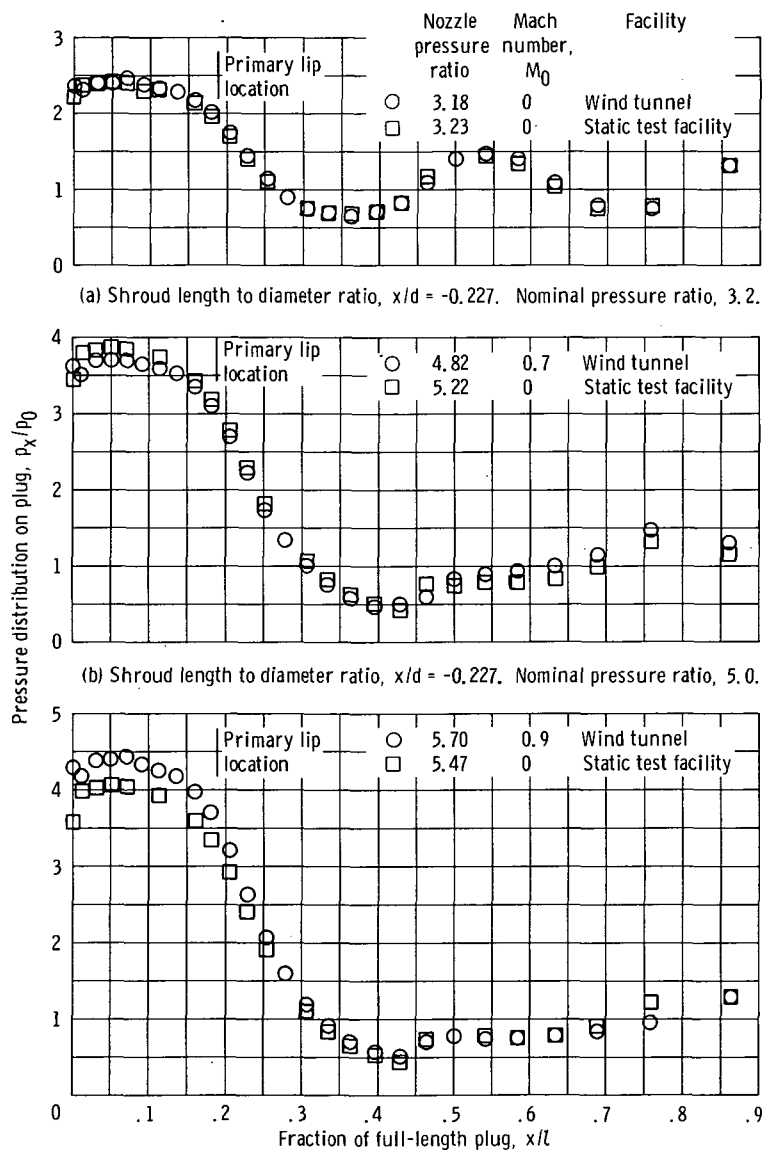 Nozzle pressure ratio
Mach number, M0
Facility
Primary lip location
3.18 0 Wind tunnel
3.23 0 Static test facility
3
2
1
0
(a) Shroud length to diameter ratio, x/d = -0.227. Nominal pressure ratio, 3.2.
Primary lip location
4.82 0.7 Wind tunnel
5.22 0 Static test facility
4
3
2
1
0
(b) Shroud length to diameter ratio, x/d = -0.227. Nominal pressure ratio, 5.0.
Pressure distribution on plug, px/p0
Primary lip location
5.70 0.9 Wind tunnel
5.47 0 Static test facility
5
4
3
2
1
0 .1 .2 .3 .4 .5 .6 .7 .8 .9
Fraction of full-length plug, x/l